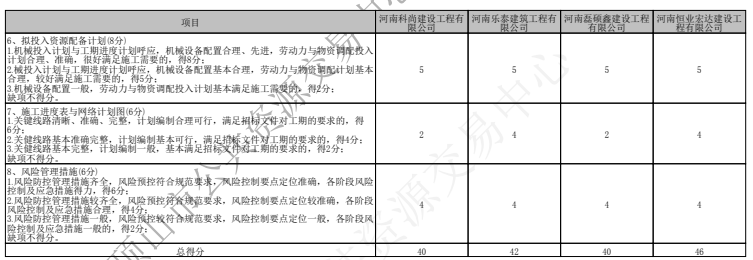 项目 河南科尚建设工程有限公司 河南乐泰建筑工程有限公司 河南磊硕鑫建设工程有限公司 河南恒业宏达建设工程有限公司
6、拟投入资源配备计划(8分)
1.机械投入计划与工期进度计划呼应，机械设备配置合理、先进，劳动力与物资调配投入
计划合理、准确，很好满足施工需要的，得8分；
2.械投入计划与工期进度计划呼应，机械设备配置基本合理，劳动力与物资调配计划基本
合理，较好满足施工需要的，得5分；
3.机械设备配置一般，劳动力与物资调配投入计划基本满足施工需要的，得2分；
缺项不得分。
5 5 5 5
7、施工进度表与网络计划图(6分)
1.关键线路清晰、准确、完整，计划编制合理可行，满足招标文件对工期的要求的，得
6分；
2.关健线路基本准确完整，计划编制基本可行，满足招标文件对工期的要求的，得4分；
3.关健线路基本完整，计划编制一般，基本满足招标文件对工期的要求的，得2分；
缺项不得分。
2 4 2 4
8、风险管理措施(6分)
1.风险防控管理措施齐全，风险预控符合规范要求，风险控制要点定位准确，各阶段风险
控制及应急措施得力，得6分；
2.风险防控管理措施较齐全，风险预控符合规范要求，风险控制要点定位较准确，各阶段
风险控制及应急措施合理，得4分；
3.风险防控管理措施一般，风险预控较符合规范要求，风险控制要点定位一般，各阶段风
险控制及应急措施一般的，得2分；
缺项不得分。
4 4 4 4
总得分 40 42 40 46
顶山市公共资源交易中心
共资源交易中心